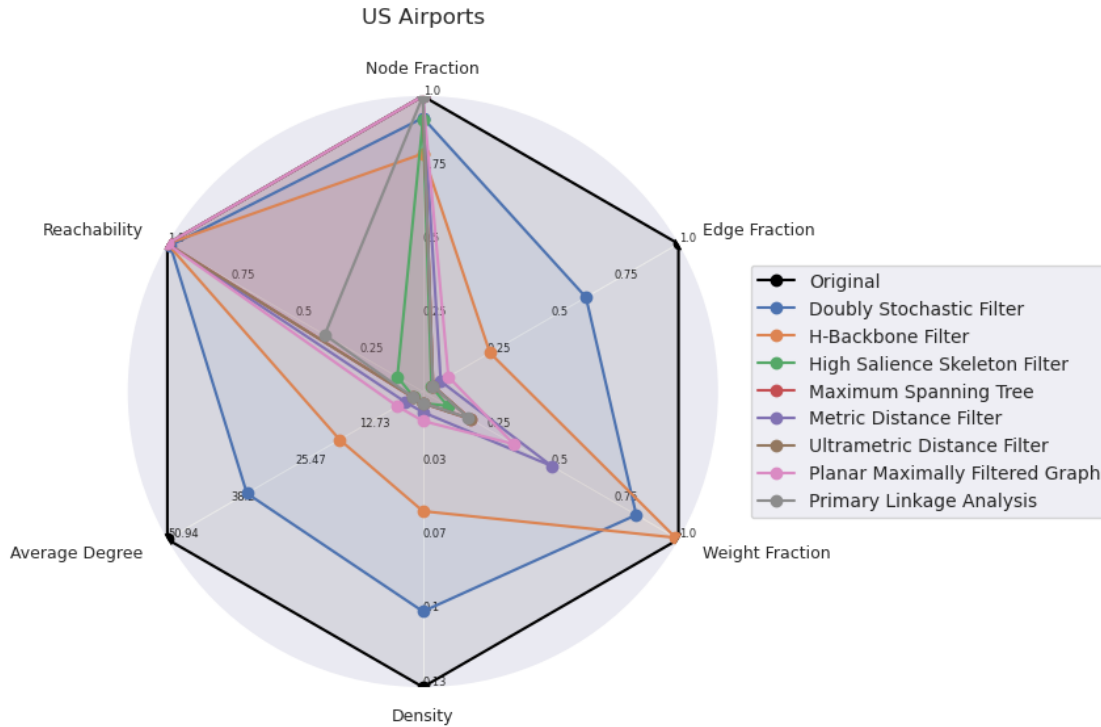 US Airports
Node Fraction
1.0
.75
0.5
0.25
Edge Fraction
1.0
0.75
0.5
0.25
Reachability
0.75
0.5
0.25
Average Degree
50.94
25.47
12.73
Density
0.13
0.1
0.07
0.03
Weight Fraction
1.0
0.75
0.5
0.25
Original
Doubly Stochastic Filter
H-Backbone Filter
High Salience Skeleton Filter
Maximum Spanning Tree
Metric Distance Filter
Ultrametric Distance Filter
Planar Maximally Filtered Graph
Primary Linkage Analysis